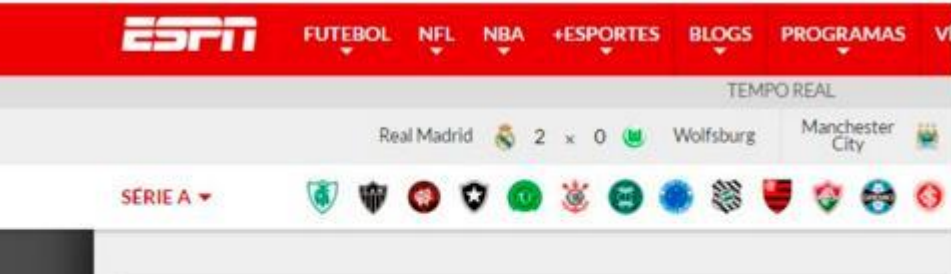 ESPN FUTEBOL NFL NBA +ESPORTES BLOGS PROGRAMAS
TEMPO REAL
Real Madrid 2 x 0 Wolfsburg Manchester City
SÉRIE A